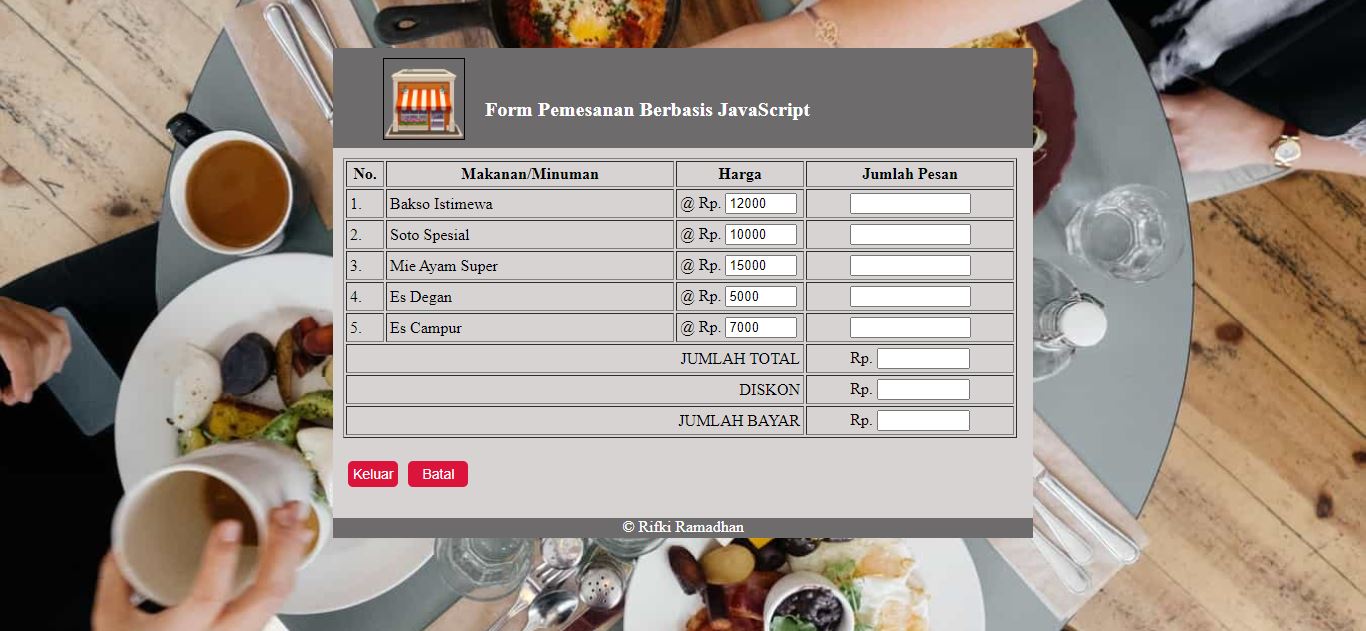 Form Pemesanan Berbasis JavaScript
No. Makanan/Minuman Harga Jumlah Pesan
1. Bakso Istimewa @ Rp. 12000
2. Soto Spesial @ Rp. 10000
3. Mie Ayam Super @ Rp. 15000
4. Es Degan @ Rp. 5000
5. Es Campur @ Rp. 7000
JUMLAH TOTAL Rp.
DISKON Rp.
JUMLAH BAYAR Rp.
Keluar Batal
© Rifki Ramadhan